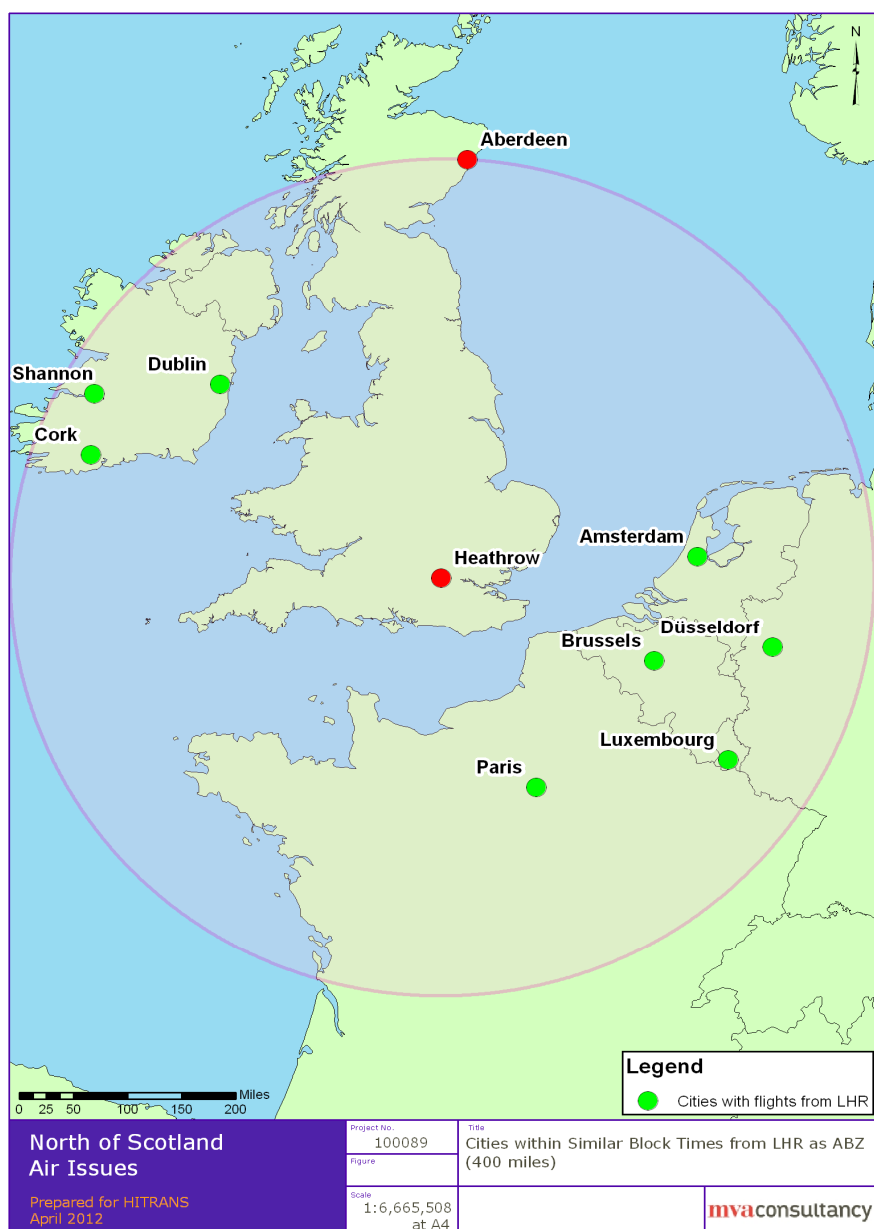 N
Aberdeen
Shannon
Dublin
Cork
Amsterdam
Heathrow
Brussels
Düsseldorf
Luxembourg
Paris
Miles
0 25 50 100 150 200
Legend
Cities with flights from LHR
North of Scotland
Air Issues
Prepared for HITRANS
April 2012
Project No.
100089
Figure
Scale
1:6,665,508
at A4
Title
Cities within Similar Block Times from LHR as ABZ
(400 miles)
mvaconsultancy